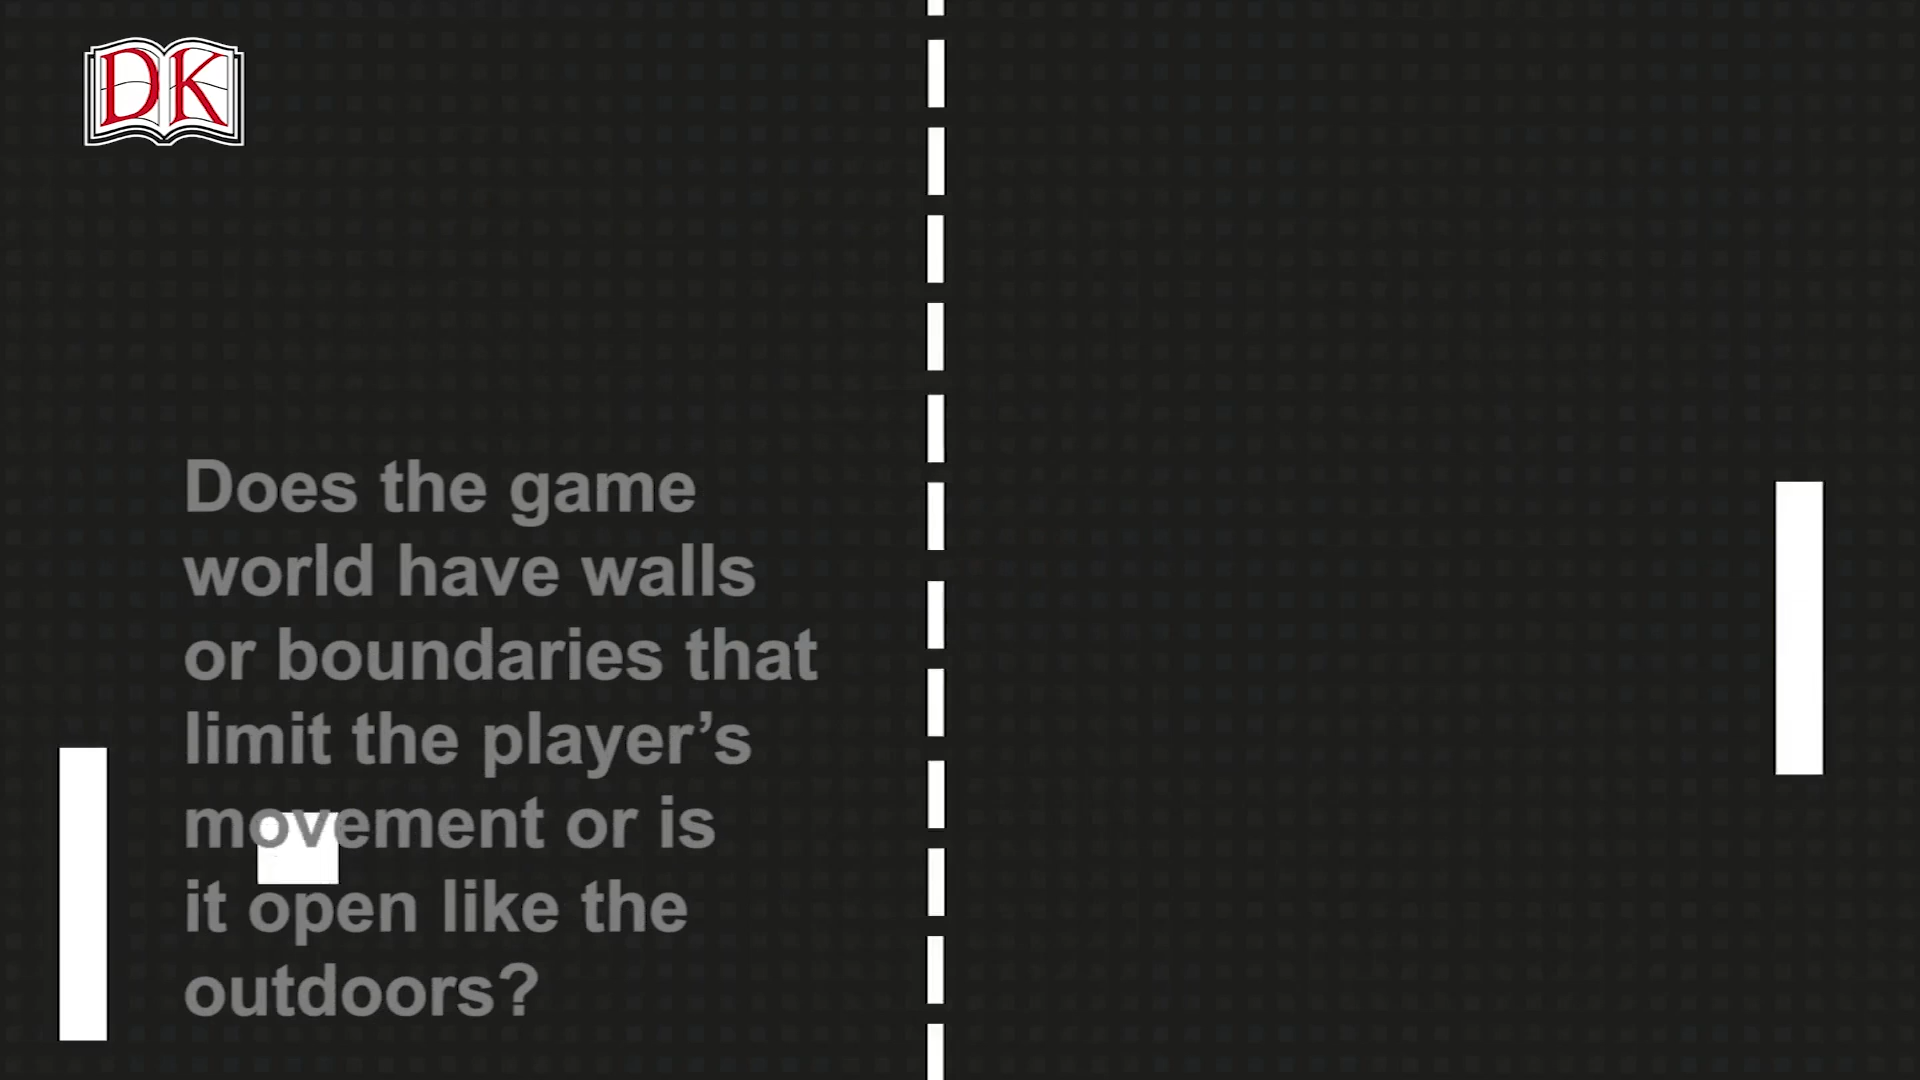 DK
Does the game
world have walls
or boundaries that
limit the player’s
movement or is
it open like the
outdoors?